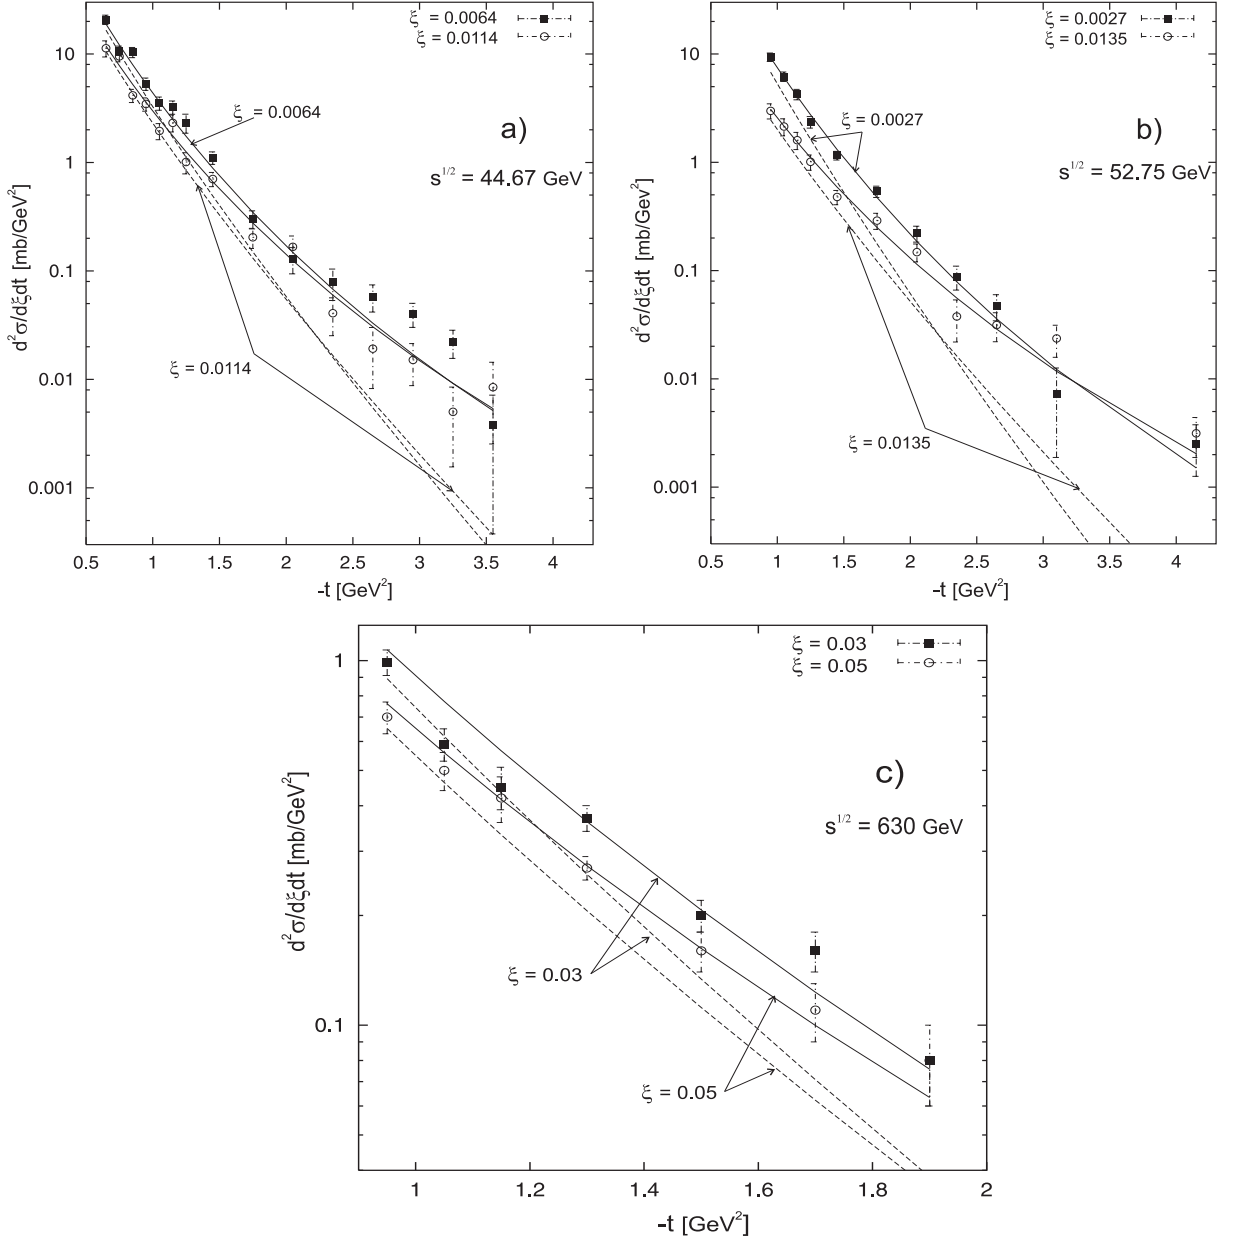 ξ = 0.0064
ξ = 0.0114
10
1
0.1
0.01
0.001
d²σ/dξdt [mb/GeV²]
ξ = 0.0064
a)
s^{1/2} = 44.67 GeV
ξ = 0.0114
0.5 1 1.5 2 2.5 3 3.5 4
-t [GeV²]
ξ = 0.0027
ξ = 0.0135
10
1
0.1
0.01
0.001
d²σ/dξdt [mb/GeV²]
ξ = 0.0027
b)
s^{1/2} = 52.75 GeV
ξ = 0.0135
0.5 1 1.5 2 2.5 3 3.5 4
-t [GeV²]
ξ = 0.03
ξ = 0.05
1
0.1
d²σ/dξdt [mb/GeV²]
c)
s^{1/2} = 630 GeV
ξ = 0.03
ξ = 0.05
1 1.2 1.4 1.6 1.8 2
-t [GeV²]